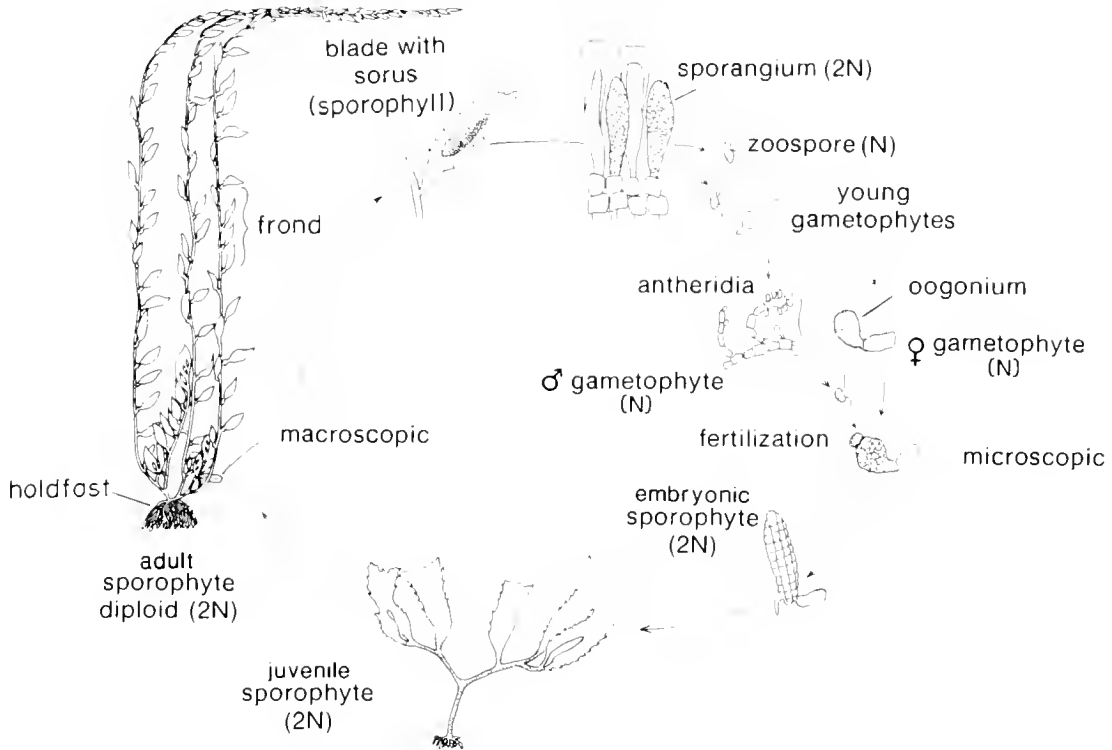 blade with
sorus
(sporophyll)
sporangium (2N)
zoospore (N)
young
gametophytes
frond
antheridia
oogonium
♀ gametophyte
(N)
♂ gametophyte
(N)
macroscopic
fertilization
microscopic
holdfast
embryonic
sporophyte
(2N)
adult
sporophyte
diploid (2N)
juvenile
sporophyte
(2N)